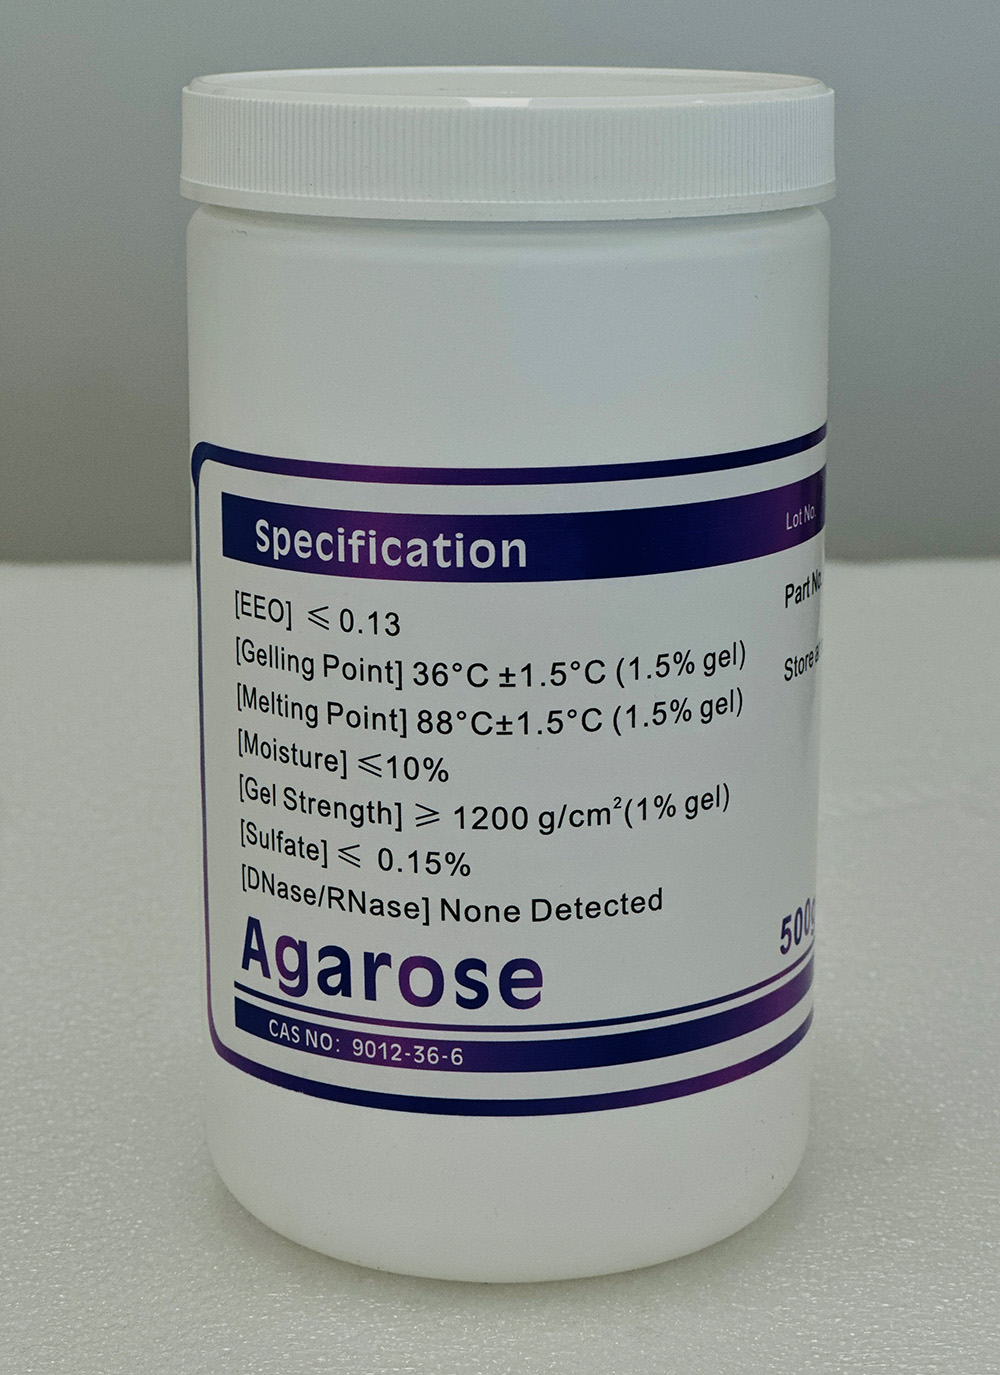 Specification
Lot No.
[EEO] ≤ 0.13
Part No.
[Gelling Point] 36°C ±1.5°C (1.5% gel)
Store
[Melting Point] 88°C±1.5°C (1.5% gel)
[Moisture] ≤10%
[Gel Strength] ≥ 1200 g/cm²(1% gel)
[Sulfate] ≤ 0.15%
[DNase/RNase] None Detected
Agarose
500g
CAS NO: 9012-36-6